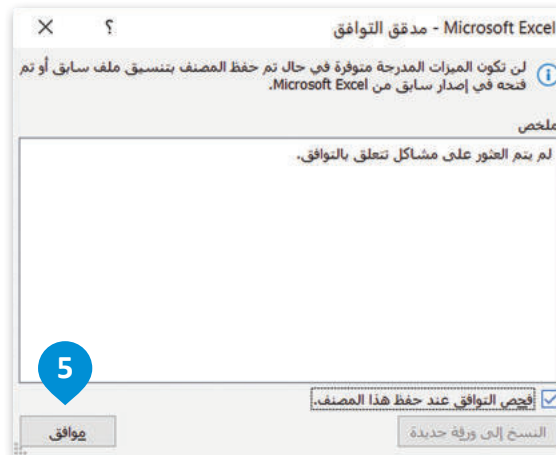 Microsoft Excel - مدقق التوافق ؟ ×
لن تكون الميزات المدرجة متوفرة في حال تم حفظ المصنف بتنسيق ملف سابق أو تم
فتحه في إصدار سابق من Microsoft Excel.
ملخص
لم يتم العثور على مشاكل تتعلق بالتوافق.
5
فحص التوافق عند حفظ هذا المصنف.
النسخ إلى ورقة جديدة
موافق